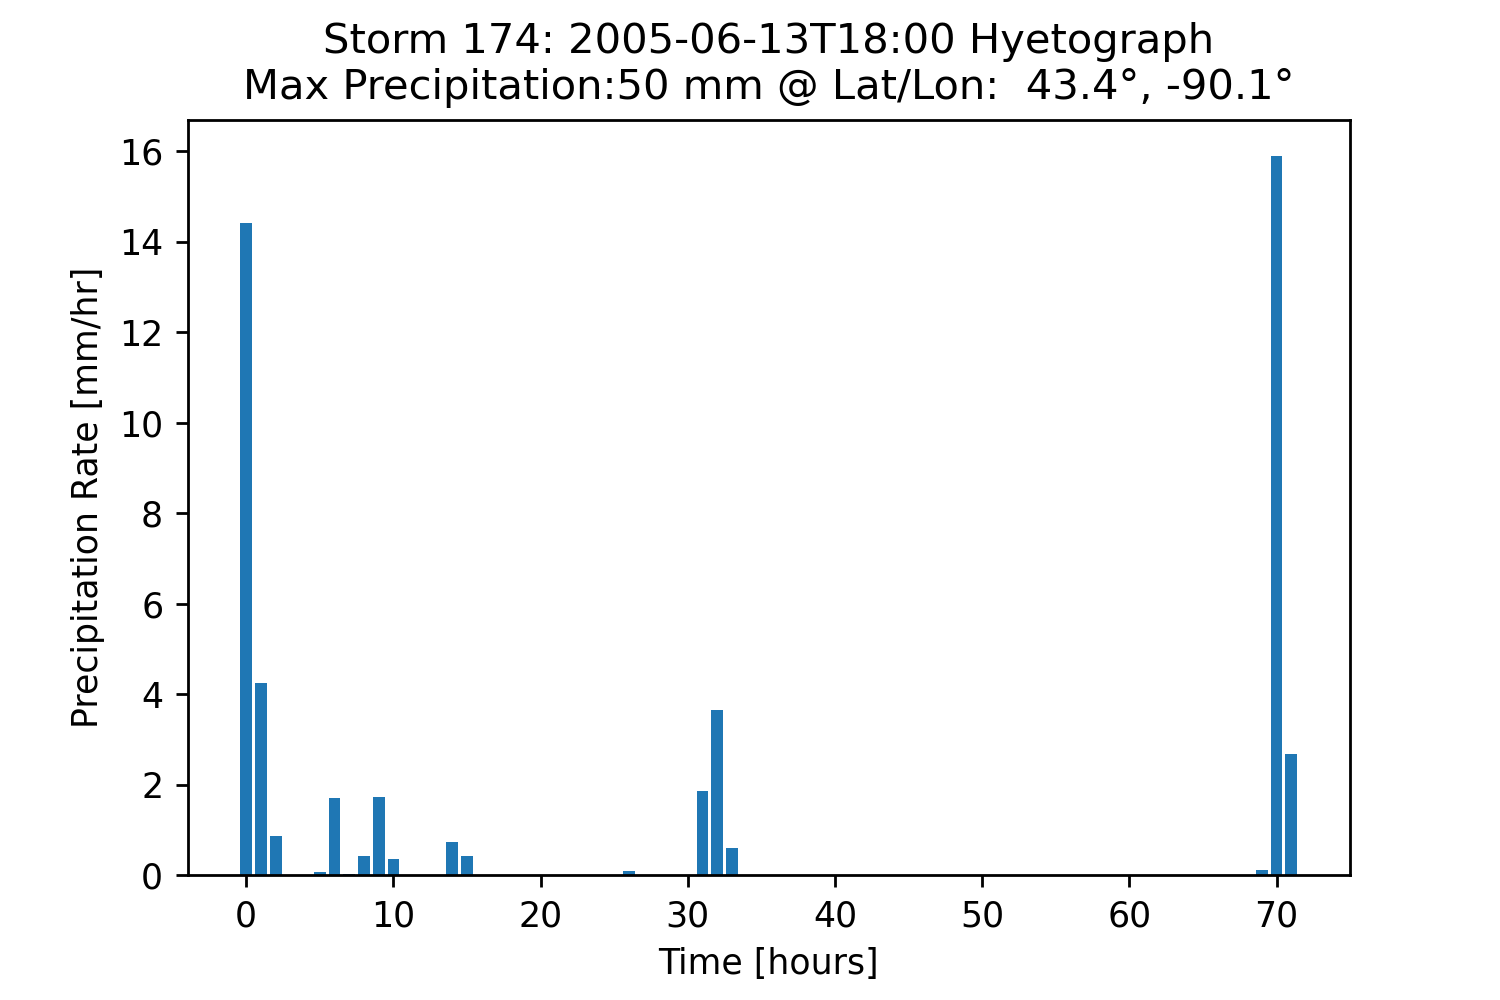 Storm 174: 2005-06-13T18:00 Hyetograph
Max Precipitation:50 mm @ Lat/Lon:  43.4°, -90.1°
Precipitation Rate [mm/hr]
16
14
12
10
8
6
4
2
0
0 10 20 30 40 50 60 70
Time [hours]